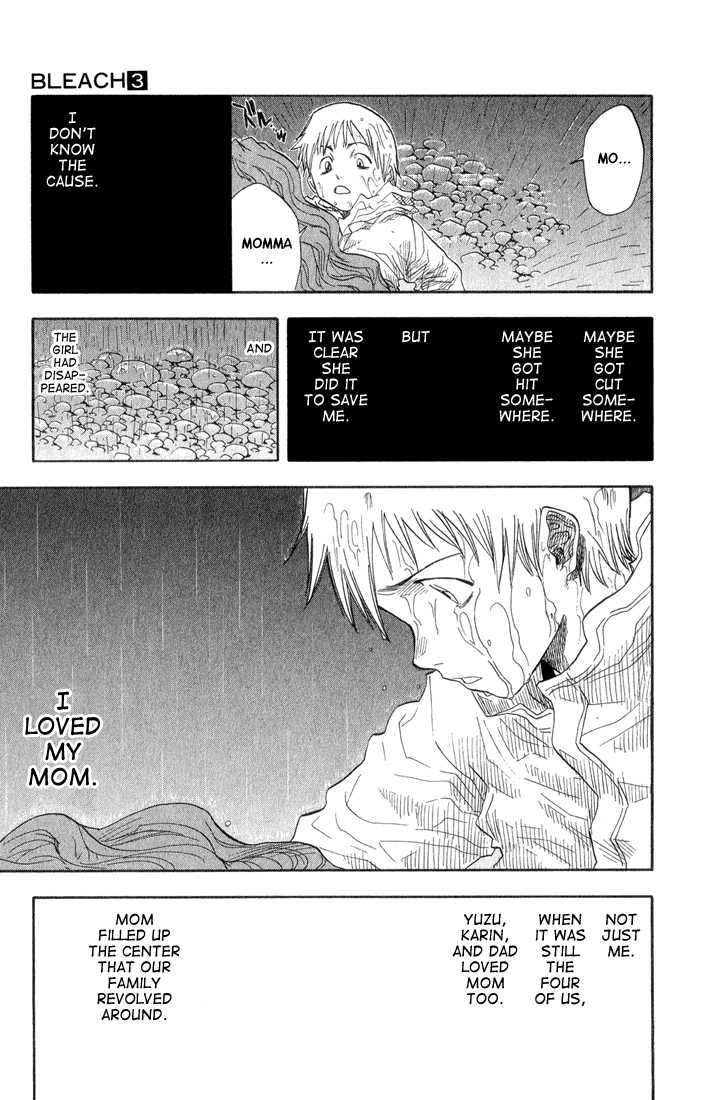 BLEACH 3
MO...
MOMMA
...
I
DON'T
KNOW
THE
CAUSE.
MAYBE
SHE
GOT
CUT
SOME-
WHERE.
MAYBE
SHE
GOT
HIT
SOME-
WHERE.
BUT
IT WAS
CLEAR
SHE
DID IT
TO SAVE
ME.
AND
THE
GIRL
HAD
DISAP-
PEARED.
I
LOVED
MY
MOM.
NOT
JUST
ME.
WHEN
IT WAS
STILL
THE
FOUR
OF US,
YUZU,
KARIN,
AND DAD
LOVED
MOM
TOO.
MOM
FILLED UP
THE CENTER
THAT OUR
FAMILY
REVOLVED
AROUND.